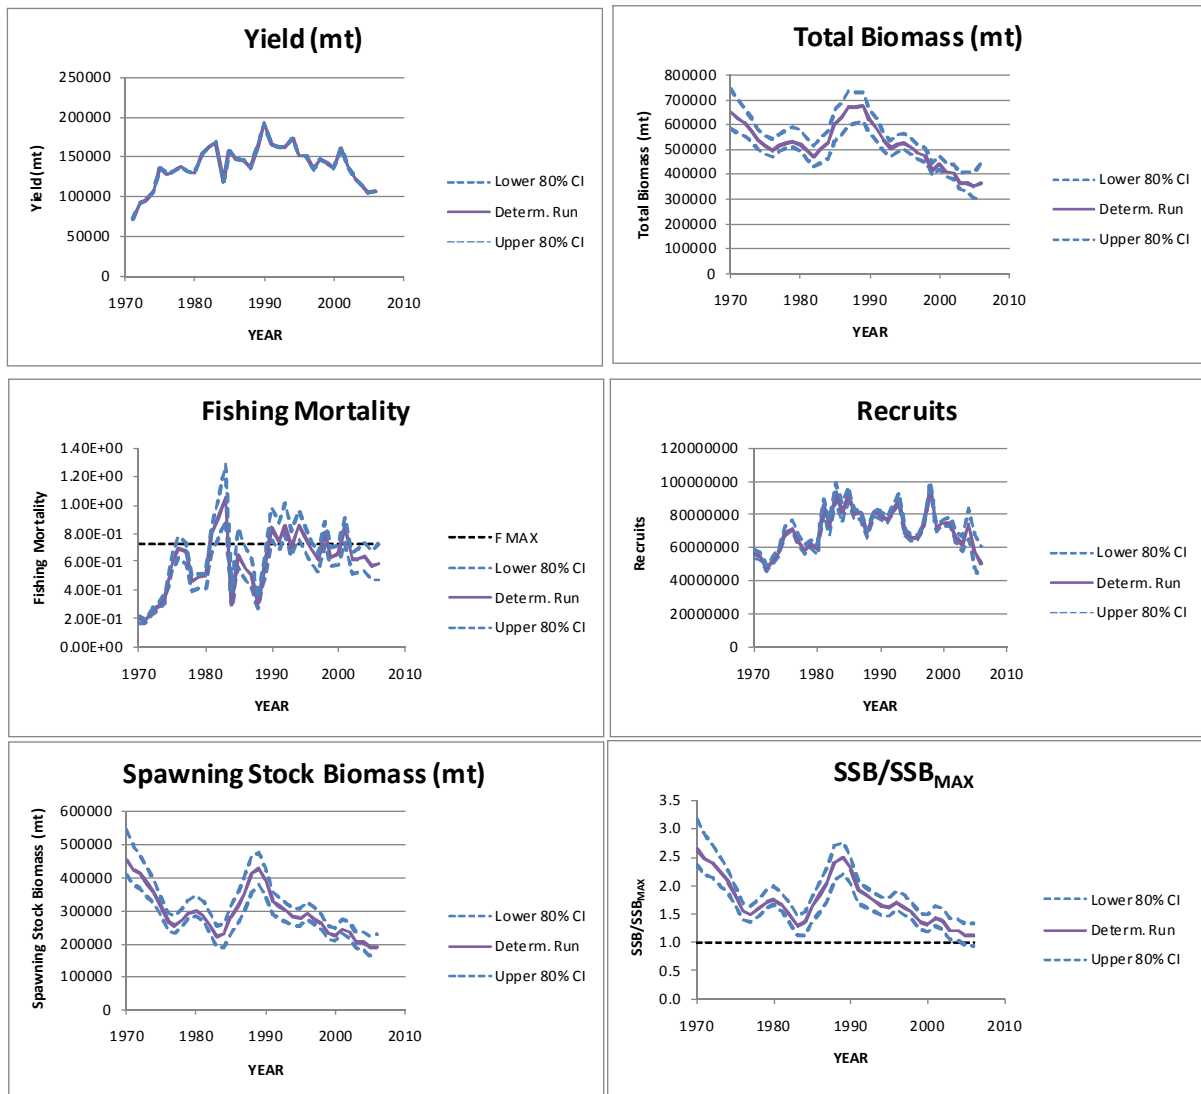 Yield (mt)
250000
200000
150000
100000
50000
0
1970 1980 1990 2000 2010
Yield (mt)
YEAR
Lower 80% CI
Determ. Run
Upper 80% CI
Total Biomass (mt)
800000
700000
600000
500000
400000
300000
200000
100000
0
1970 1980 1990 2000 2010
Total Biomass (mt)
YEAR
Lower 80% CI
Determ. Run
Upper 80% CI
Fishing Mortality
1.40E+00
1.20E+00
1.00E+00
8.00E-01
6.00E-01
4.00E-01
2.00E-01
0.00E+00
1970 1980 1990 2000 2010
Fishing Mortality
YEAR
F MAX
Lower 80% CI
Determ. Run
Upper 80% CI
Recruits
120000000
100000000
80000000
60000000
40000000
20000000
0
1970 1980 1990 2000 2010
Recruits
YEAR
Lower 80% CI
Determ. Run
Upper 80% CI
Spawning Stock Biomass (mt)
600000
500000
400000
300000
200000
100000
0
1970 1980 1990 2000 2010
Spawning Stock Biomass (mt)
YEAR
Lower 80% CI
Determ. Run
Upper 80% CI
SSB/SSBMAX
3.5
3.0
2.5
2.0
1.5
1.0
0.5
0.0
1970 1980 1990 2000 2010
SSB/SSBMAX
YEAR
Lower 80% CI
Determ. Run
Upper 80% CI